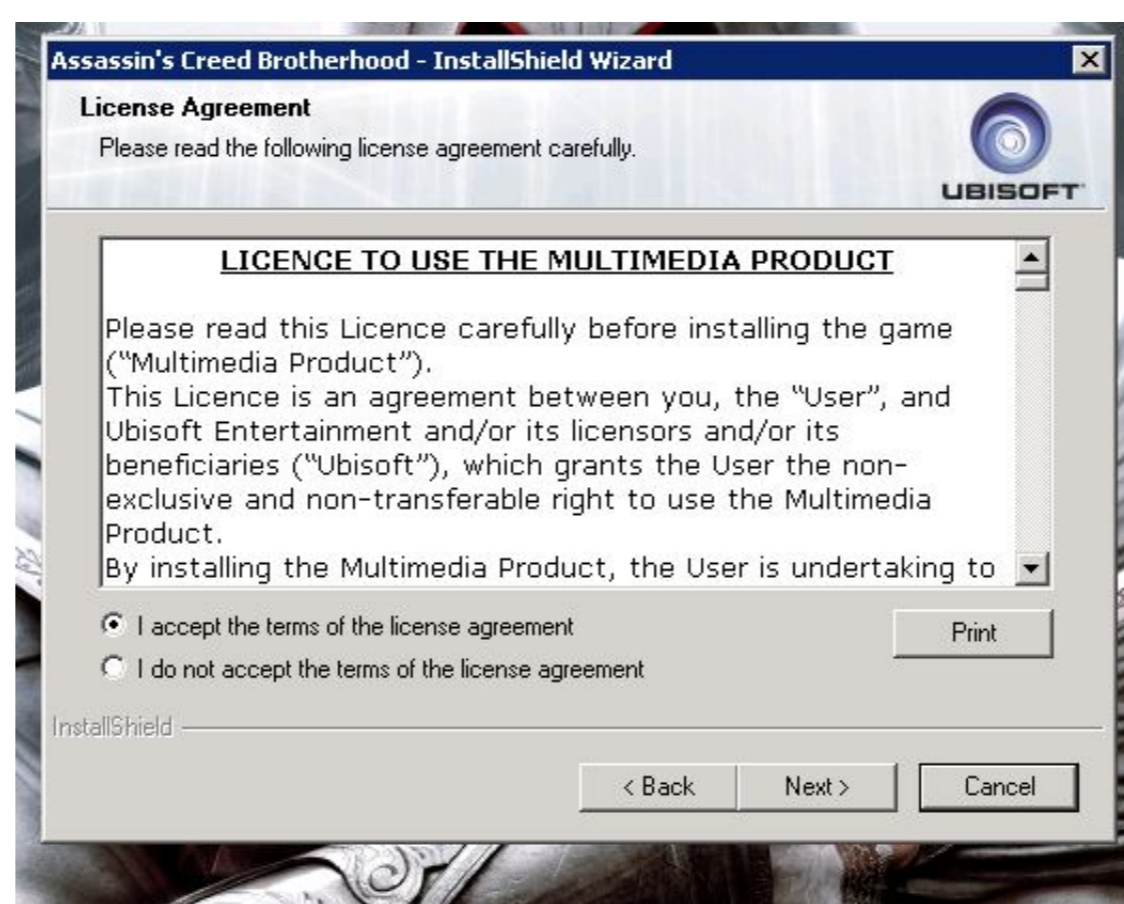 Assassin's Creed Brotherhood - InstallShield Wizard
License Agreement
Please read the following license agreement carefully.
UBISOFT
LICENCE TO USE THE MULTIMEDIA PRODUCT
Please read this Licence carefully before installing the game
(“Multimedia Product”).
This Licence is an agreement between you, the “User”, and
Ubisoft Entertainment and/or its licensors and/or its
beneficiaries (“Ubisoft”), which grants the User the non-
exclusive and non-transferable right to use the Multimedia
Product.
By installing the Multimedia Product, the User is undertaking to
I accept the terms of the license agreement
Print
I do not accept the terms of the license agreement
InstallShield
< Back
Next >
Cancel